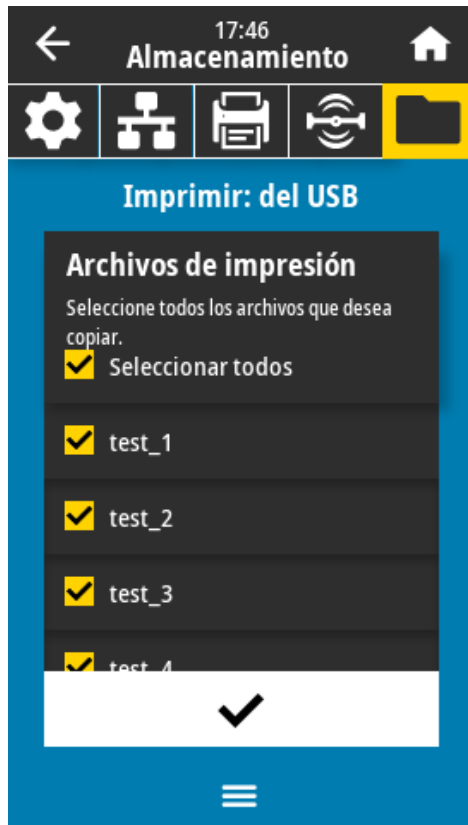 17:46
Almacenamiento
Imprimir: del USB
Archivos de impresión
Seleccione todos los archivos que desea
copiar.
Seleccionar todos
test_1
test_2
test_3
test_4